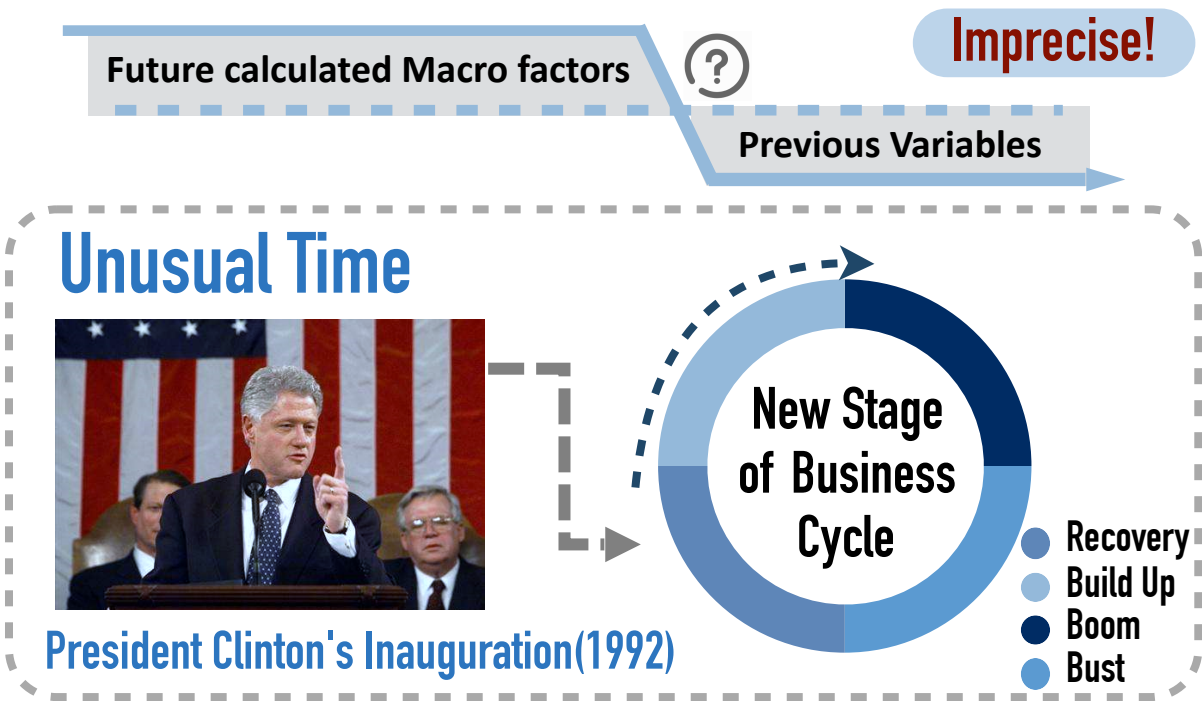 Imprecise!
Future calculated Macro factors
?
Previous Variables
Unusual Time
New Stage
of Business
Cycle
Recovery
Build Up
Boom
Bust
President Clinton's Inauguration(1992)